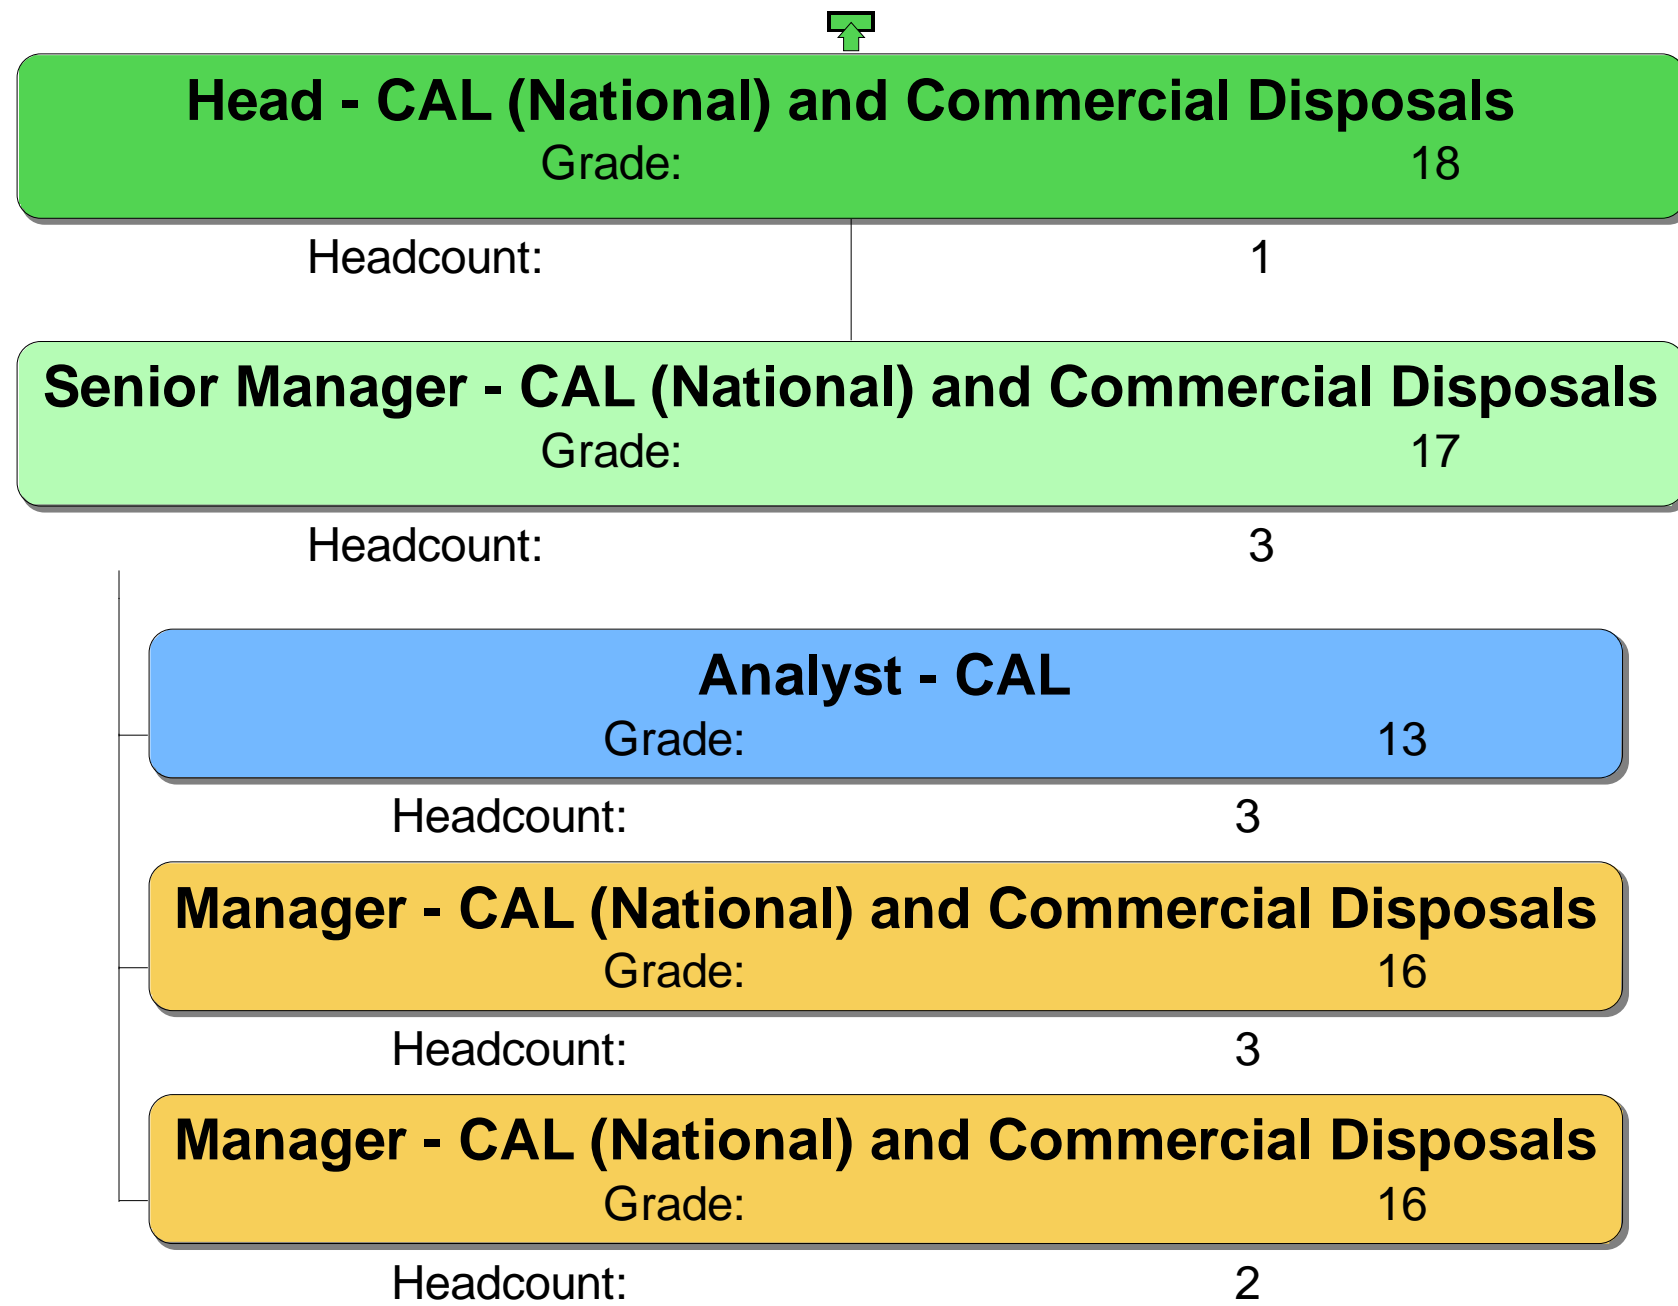 Head - CAL (National) and Commercial Disposals
Grade: 18
Headcount: 1
Senior Manager - CAL (National) and Commercial Disposals
Grade: 17
Headcount: 3
Analyst - CAL
Grade: 13
Headcount: 3
Manager - CAL (National) and Commercial Disposals
Grade: 16
Headcount: 3
Manager - CAL (National) and Commercial Disposals
Grade: 16
Headcount: 2